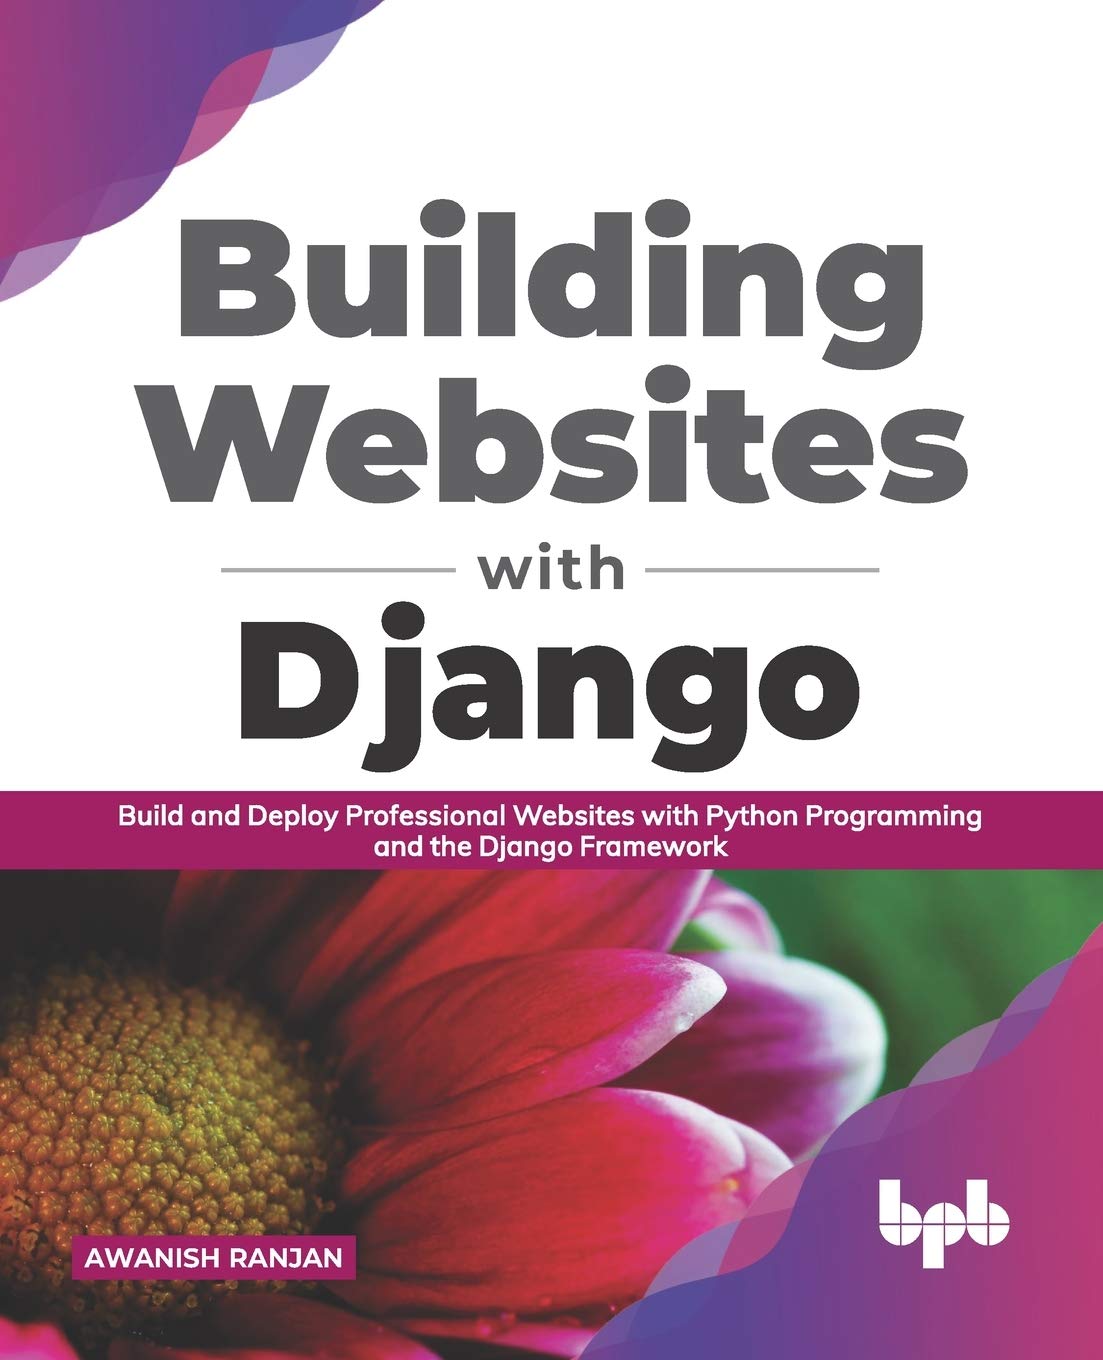 Building
Websites
with
Django
Build and Deploy Professional Websites with Python Programming
and the Django Framework
AWANISH RANJAN
bpb